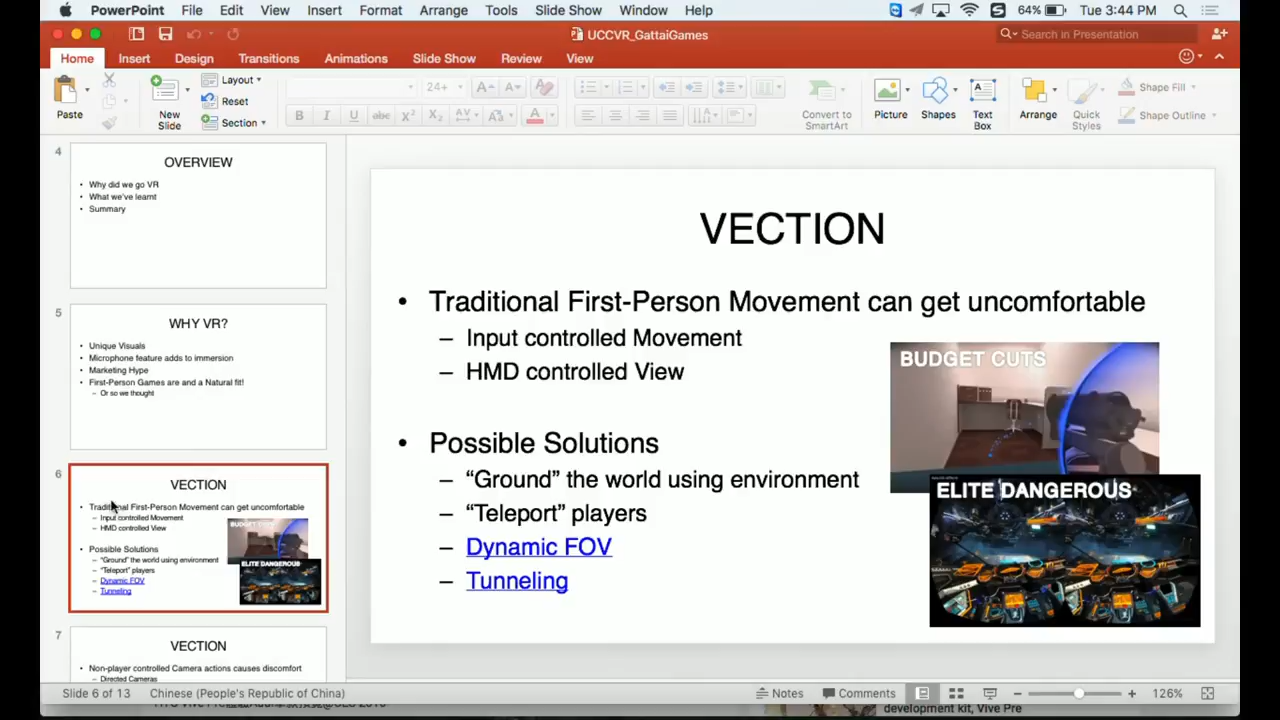 PowerPoint File Edit View Insert Format Arrange Tools Slide Show Window Help 64% Tue 3:44 PM
UCCVR_GattaiGames Search in Presentation
Home Insert Design Transitions Animations Slide Show Review View
Paste New Slide Layout Reset Section 24+ Convert to SmartArt Picture Shapes Text Box Arrange Quick Styles Shape Fill Shape Outline
4
OVERVIEW
• Why did we go VR
• What we've learnt
• Summary
5
WHY VR?
• Unique Visuals
• Microphone feature adds to immersion
• Marketing Hype
• First-Person Games are and a Natural fit!
– Or so we thought
6
VECTION
• Traditional First-Person Movement can get uncomfortable
– Input controlled Movement
– HMD controlled View
• Possible Solutions
– “Ground” the world using environment
– “Teleport” players
– Dynamic FOV
– Tunneling
BUDGET CUTS
ELITE DANGEROUS
7
VECTION
• Non-player controlled Camera actions causes discomfort
– Directed Cameras
VECTION
• Traditional First-Person Movement can get uncomfortable
– Input controlled Movement
– HMD controlled View
• Possible Solutions
– “Ground” the world using environment
– “Teleport” players
– Dynamic FOV
– Tunneling
BUDGET CUTS
ELITE DANGEROUS
Slide 6 of 13 Chinese (People's Republic of China) Notes Comments 126%
development kit, Vive Pre